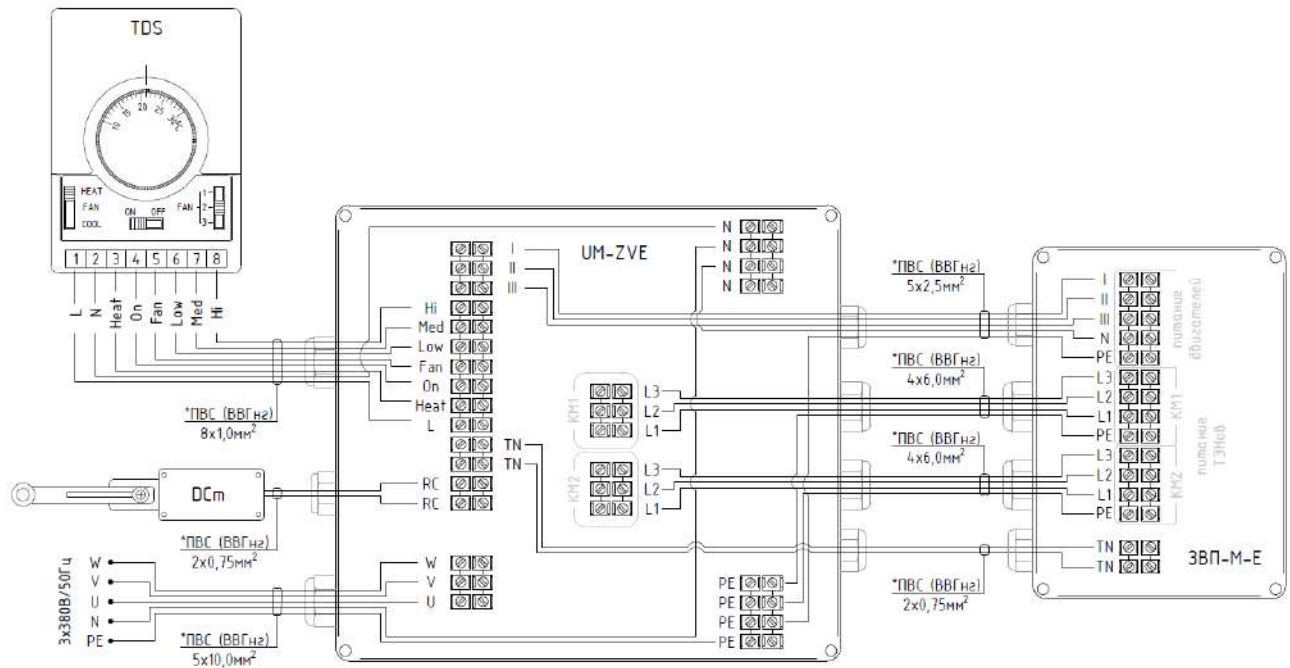 TDS
10 15 20 25 30°C
HEAT
FAN
COOL
ON OFF
FAN
1
2
3
1 2 3 4 5 6 7 8
L
N
Heat
On
Fan
Low
Med
Hi
*ПВС (ВВГнг)
8х1,0мм²
DCm
*ПВС (ВВГнг)
2х0,75мм²
3х380В/50Гц
W
V
U
N
PE
*ПВС (ВВГнг)
5х10,0мм²
UM-ZVE
I
II
III
Hi
Med
Low
Fan
On
Heat
L
TN
TN
RC
RC
W
V
U
N
N
N
N
KM1
L3
L2
L1
KM2
L3
L2
L1
PE
PE
PE
PE
*ПВС (ВВГнг)
5х2,5мм²
*ПВС (ВВГнг)
4х6,0мм²
*ПВС (ВВГнг)
4х6,0мм²
*ПВС (ВВГнг)
2х0,75мм²
I
II
III
N
PE
L3
L2
L1
PE
L3
L2
L1
PE
TN
TN
питание
двигателей
KM1
KM2
питание
ТЭНов
ЗВП-М-Е